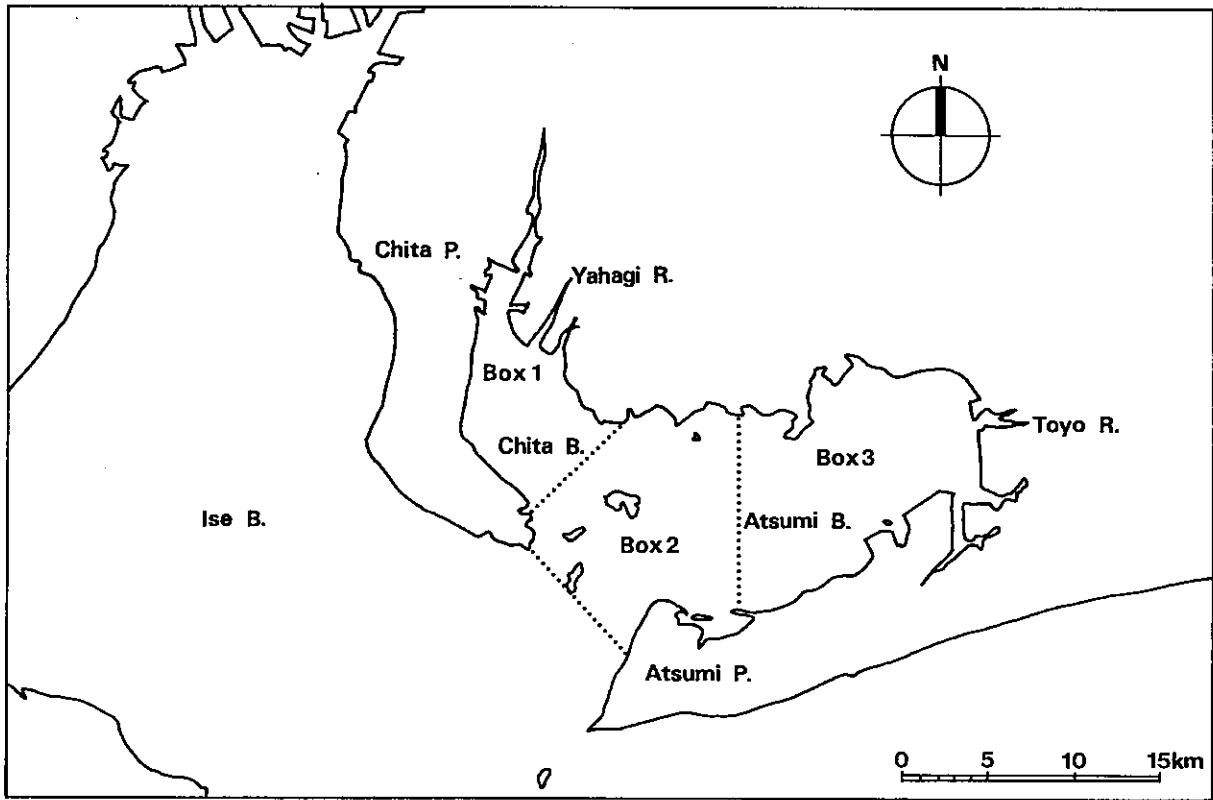 N
Chita P.
Yahagi R.
Box 1
Chita B.
Toyo R.
Box 3
Ise B.
Atsumi B.
Box 2
Atsumi P.
0 5 10 15km